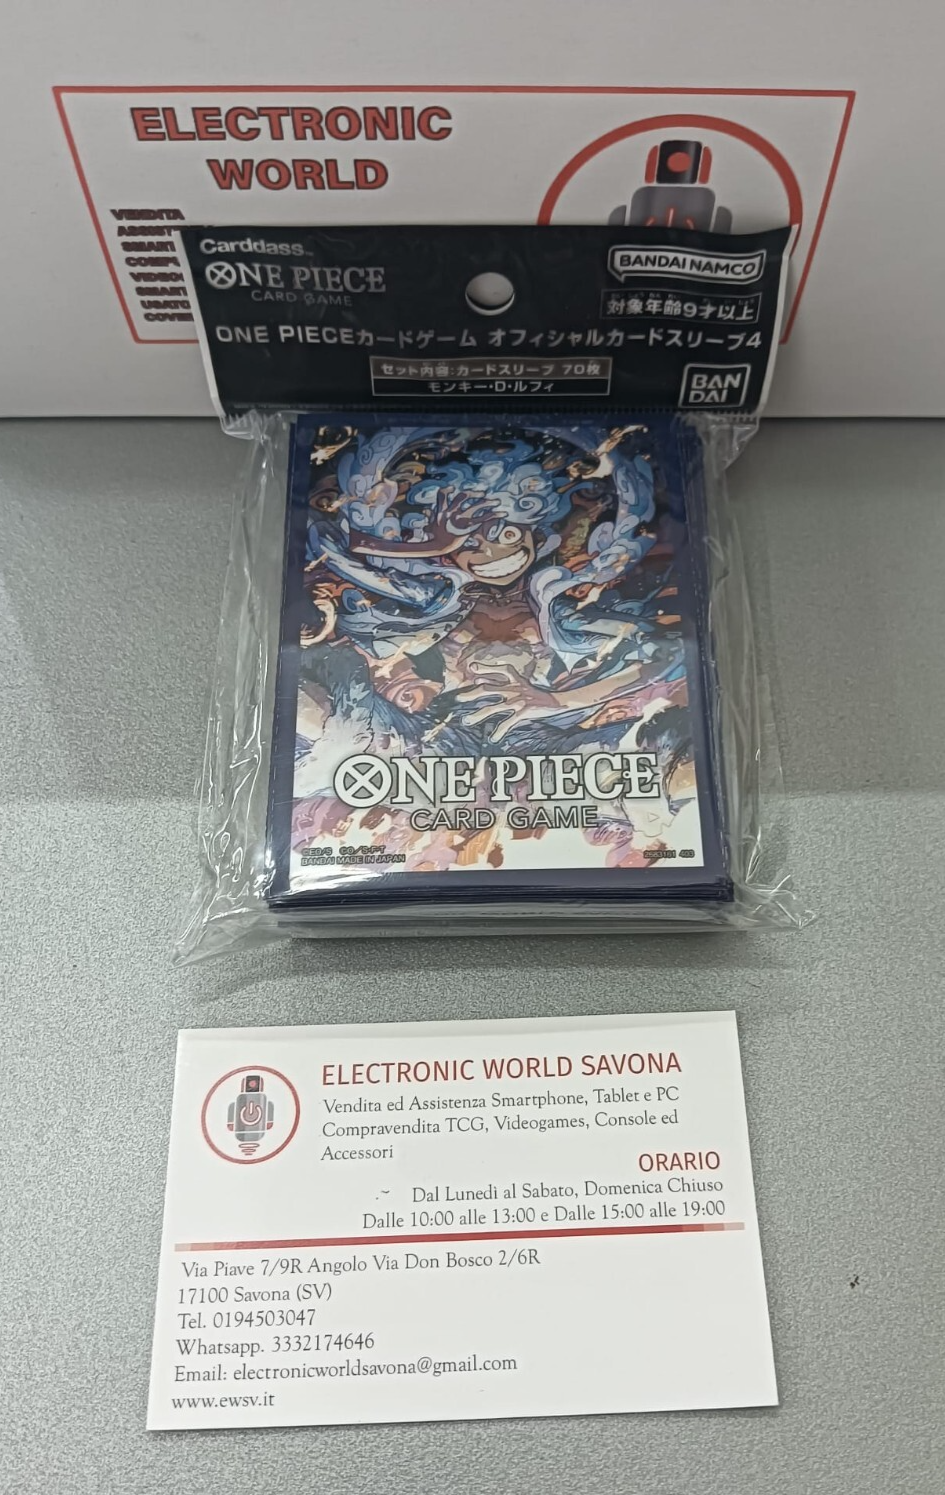 ELECTRONIC
WORLD
VENDITA
Carddass
ONE PIECE
CARD GAME
BANDAI NAMCO
対象年齢9才以上
ONE PIECEカードゲーム オフィシャルカードスリーブ4
セット内容:カードスリーブ 70枚
モンキー・D・ルフィ
BAN
DAI
ONE PIECE
CARD GAME
BANDAI MADE IN JAPAN
ELECTRONIC WORLD SAVONA
Vendita ed Assistenza Smartphone, Tablet e PC
Compravendita TCG, Videogames, Console ed
Accessori
ORARIO
Dal Lunedì al Sabato, Domenica Chiuso
Dalle 10:00 alle 13:00 e Dalle 15:00 alle 19:00
Via Piave 7/9R Angolo Via Don Bosco 2/6R
17100 Savona (SV)
Tel. 0194503047
Whatsapp. 3332174646
Email: electronicworldsavona@gmail.com
www.ewsv.it